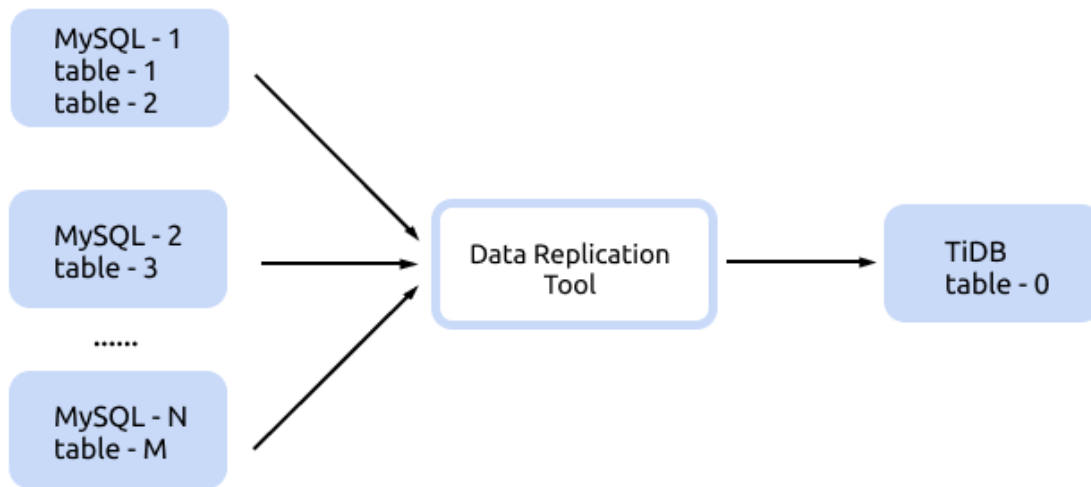 MySQL - 1
table - 1
table - 2
MySQL - 2
table - 3
......
MySQL - N
table - M
Data Replication
Tool
TiDB
table - 0